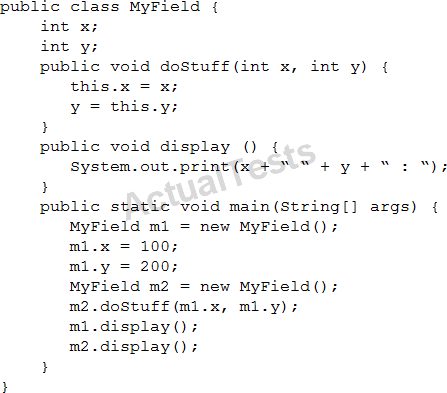 public class MyField {
int x;
int y;
public void doStuff(int x, int y) {
this.x = x;
y = this.y;
}
public void display () {
System.out.print(x + “ “ + y + “ : “);
}
public static void main(String[] args) {
MyField m1 = new MyField();
m1.x = 100;
m1.y = 200;
MyField m2 = new MyField();
m2.doStuff(m1.x, m1.y);
m1.display();
m2.display();
}
}
ActualTests